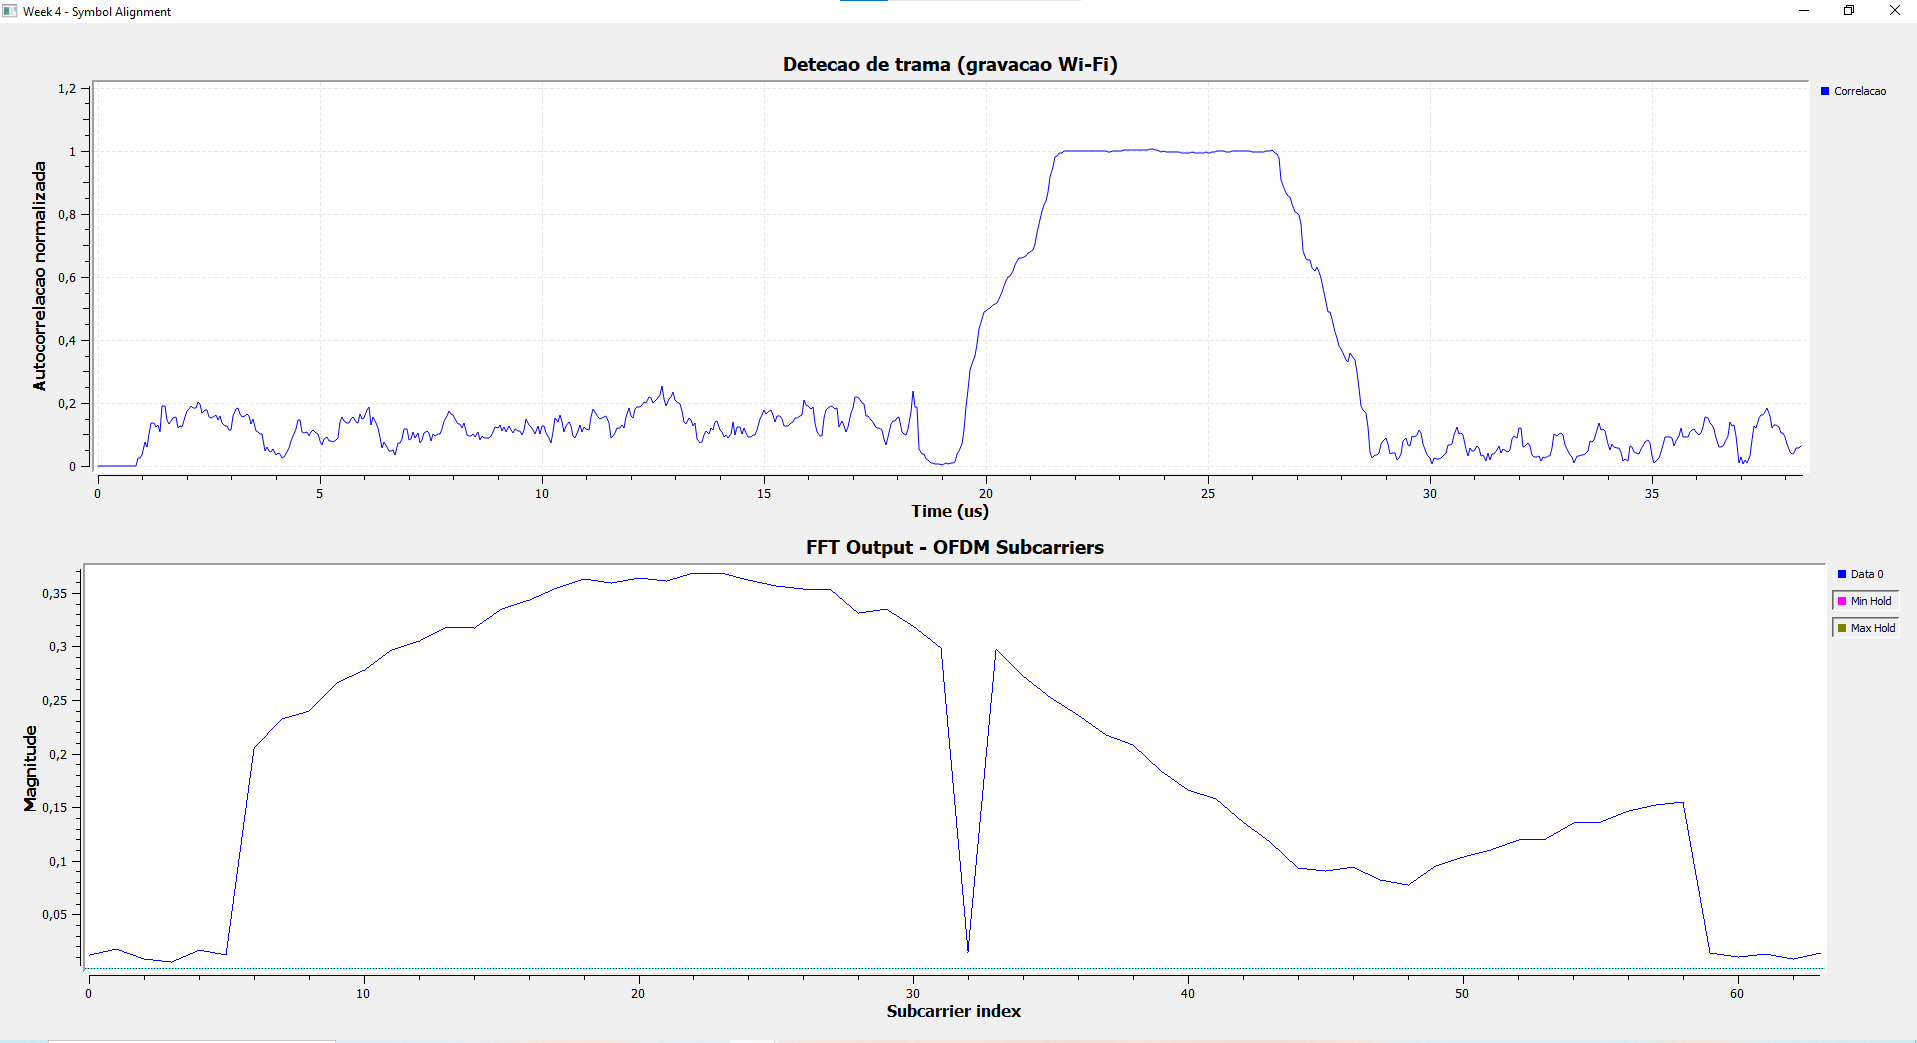 Week 4 - Symbol Alignment
Detecao de trama (gravacao Wi-Fi)
Correlacao
Autocorrelacao normalizada
1,2
1
0,8
0,6
0,4
0,2
0
0 5 10 15 20 25 30 35
Time (us)
FFT Output - OFDM Subcarriers
Data 0
Min Hold
Max Hold
Magnitude
0,35
0,3
0,25
0,2
0,15
0,1
0,05
0 10 20 30 40 50 60
Subcarrier index